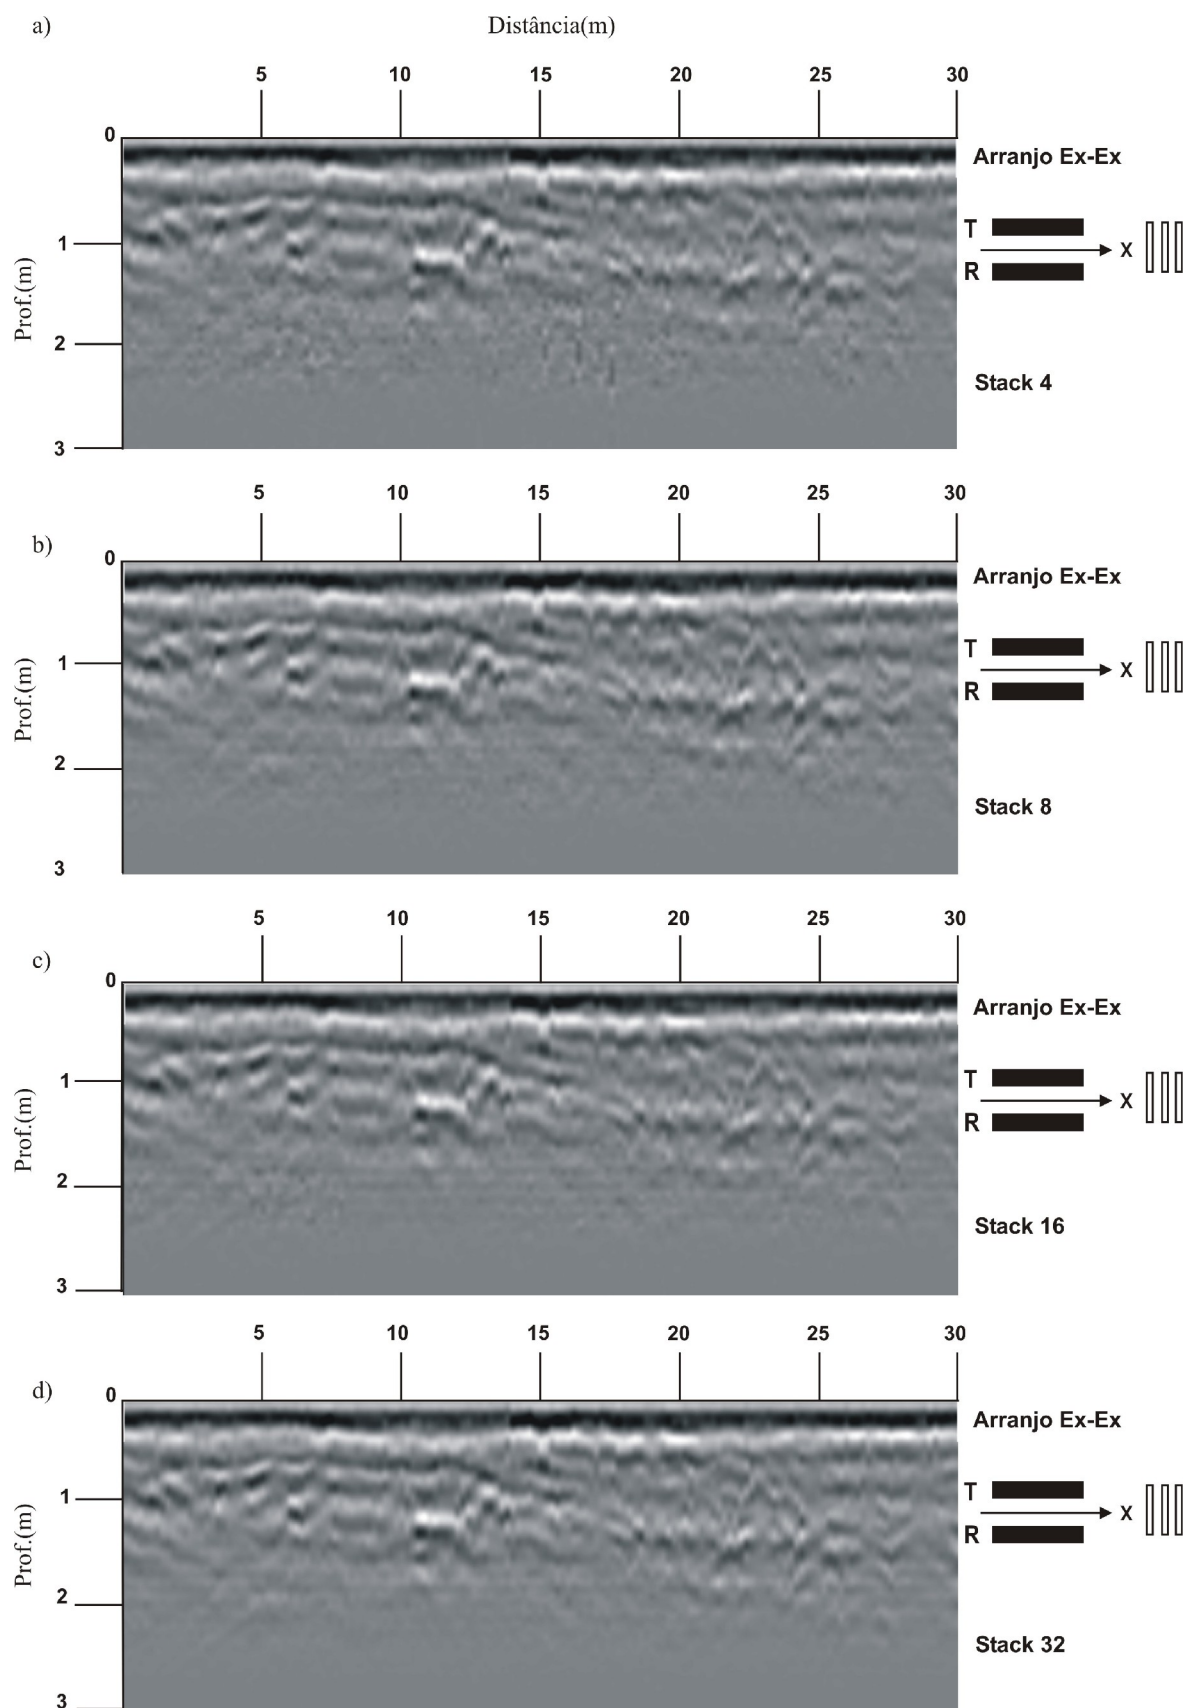 a)
Distância(m)
5 10 15 20 25 30
0
Arranjo Ex-Ex
T
1
X
R
Prof.(m)
2
Stack 4
3
5 10 15 20 25 30
b)
0
Arranjo Ex-Ex
T
1
X
R
Prof.(m)
2
Stack 8
3
5 10 15 20 25 30
c)
0
Arranjo Ex-Ex
T
1
X
R
Prof.(m)
2
Stack 16
3
5 10 15 20 25 30
d)
0
Arranjo Ex-Ex
T
1
X
R
Prof.(m)
2
Stack 32
3